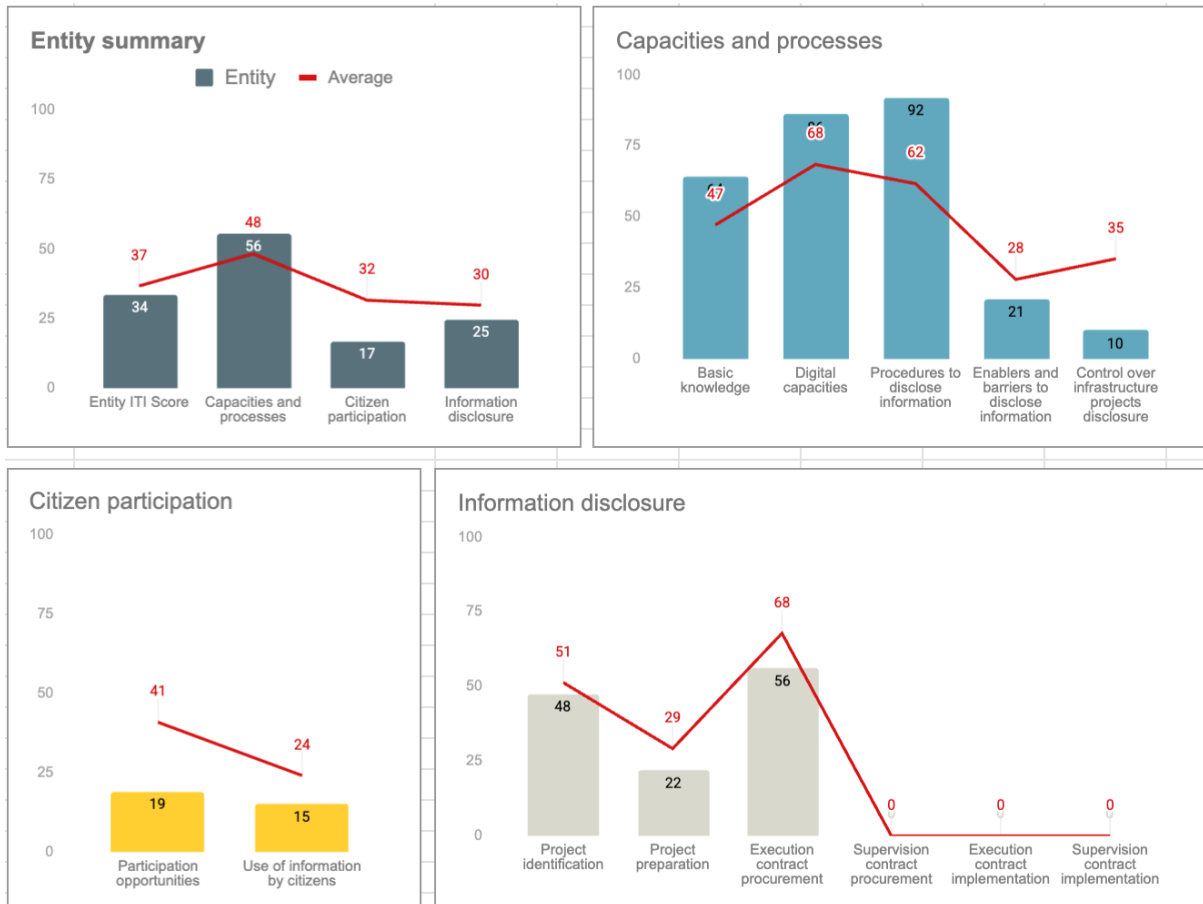 Entity summary
Entity Average
100
75
50
25
0
37
48
32
30
34
56
17
25
Entity ITI Score
Capacities and
processes
Citizen
participation
Information
disclosure
Capacities and processes
100
75
50
25
0
47
68
92
62
28
21
35
10
Basic
knowledge
Digital
capacities
Procedures to
disclose
information
Enablers and
barriers to
disclose
information
Control over
infrastructure
projects
disclosure
Citizen participation
100
75
50
25
0
41
24
19
15
Participation
opportunities
Use of information
by citizens
Information disclosure
100
75
50
25
0
51
29
68
0
0
0
48
22
56
Project
identification
Project
preparation
Execution
contract
procurement
Supervision
contract
procurement
Execution
contract
implementation
Supervision
contract
implementation